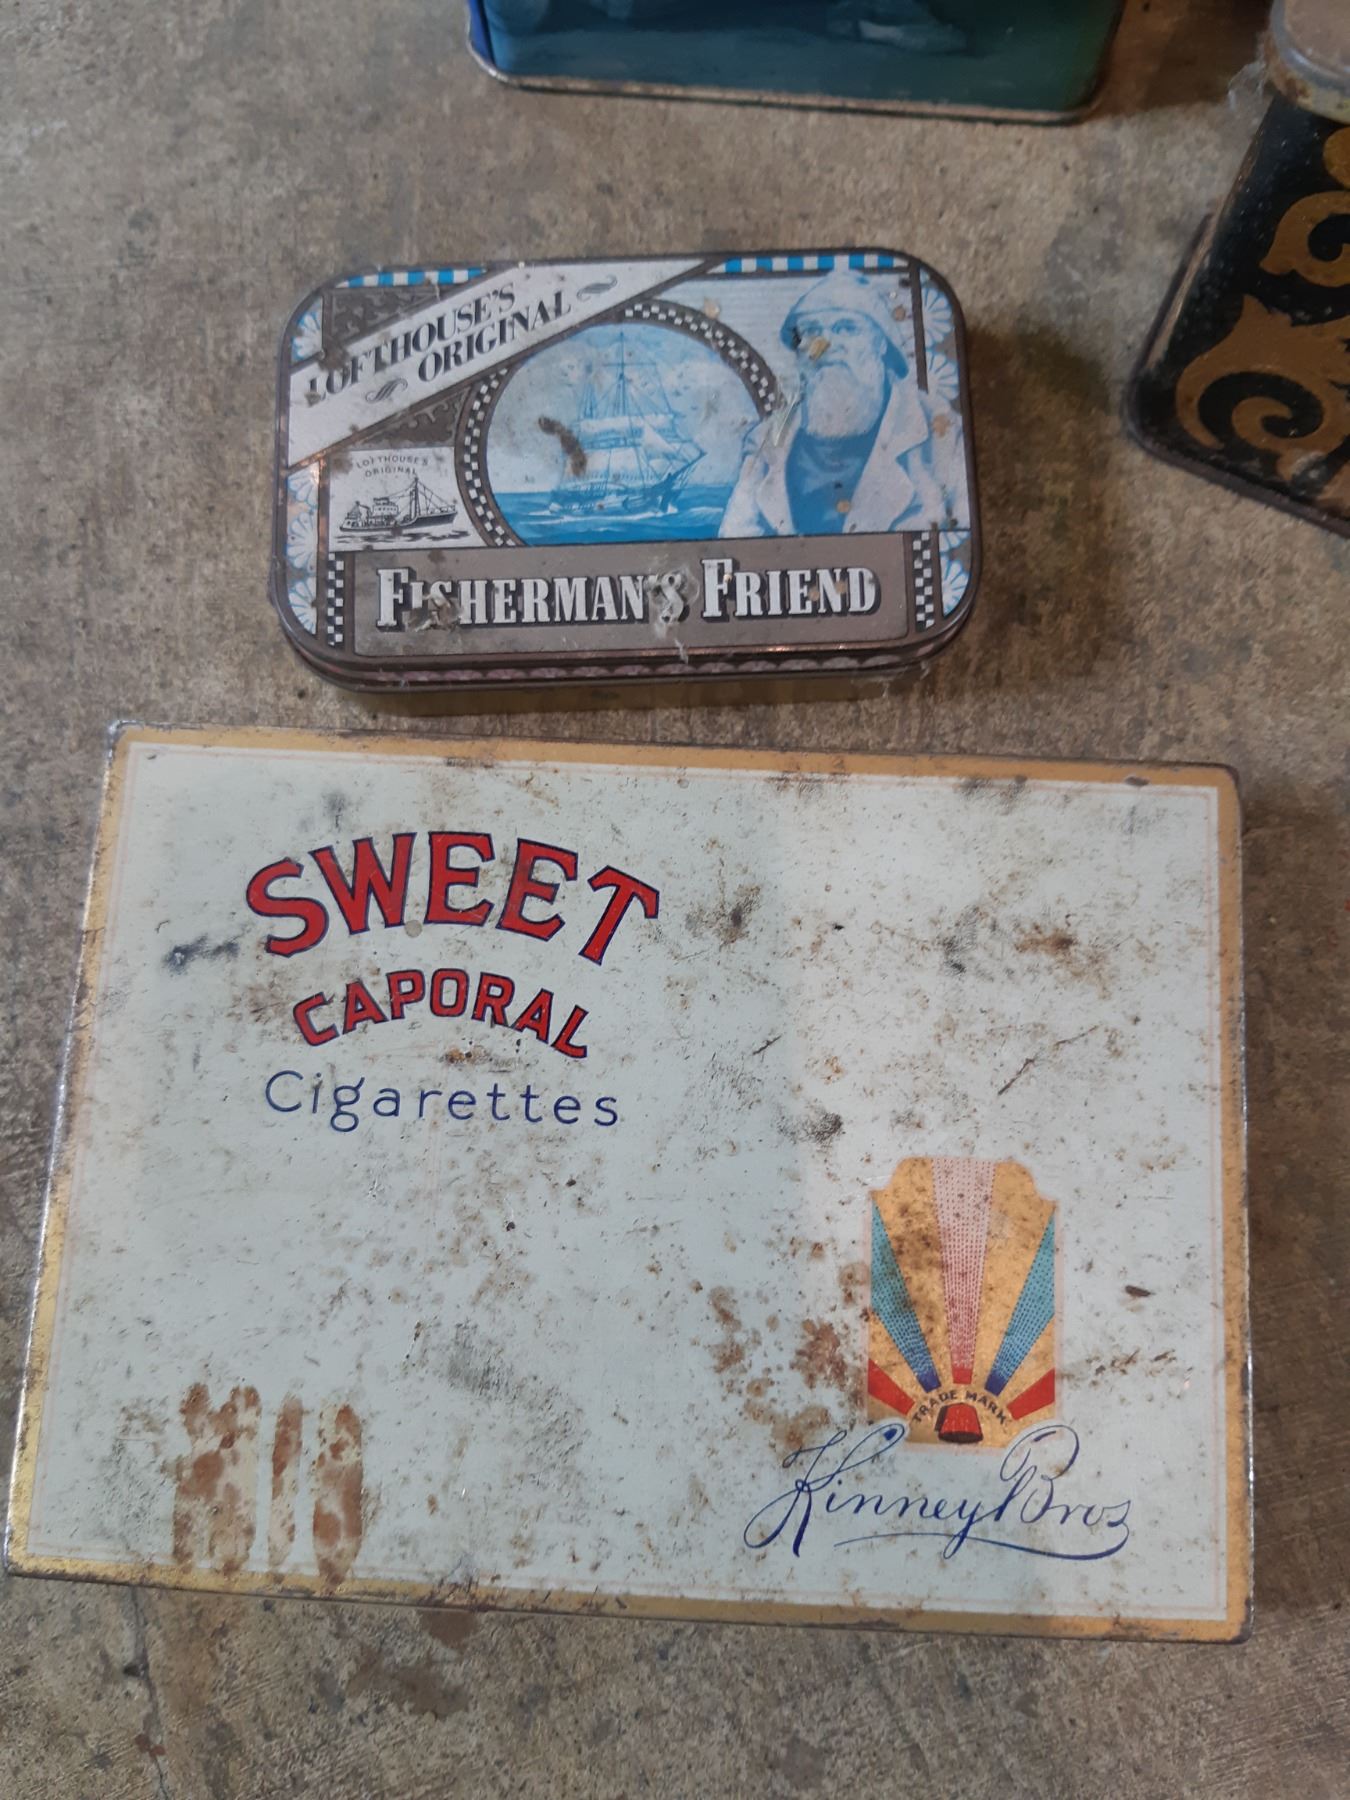 LOFTHOUSE'S
ORIGINAL
LOFTHOUSE'S
ORIGINAL
FISHERMAN'S FRIEND
SWEET
CAPORAL
Cigarettes
TRADE MARK
Kinney Bros